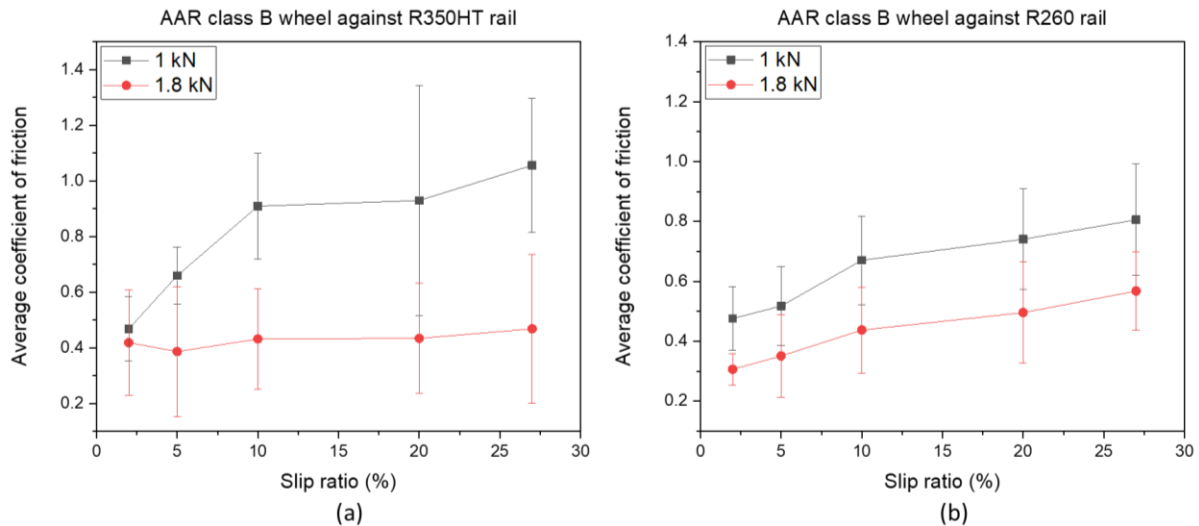 AAR class B wheel against R350HT rail
1 kN
1.8 kN
1.4
1.2
1.0
0.8
0.6
0.4
0.2
Average coefficient of friction
0 5 10 15 20 25 30
Slip ratio (%)
(a)
AAR class B wheel against R260 rail
1 kN
1.8 kN
1.4
1.2
1.0
0.8
0.6
0.4
0.2
Average coefficient of friction
0 5 10 15 20 25 30
Slip ratio (%)
(b)